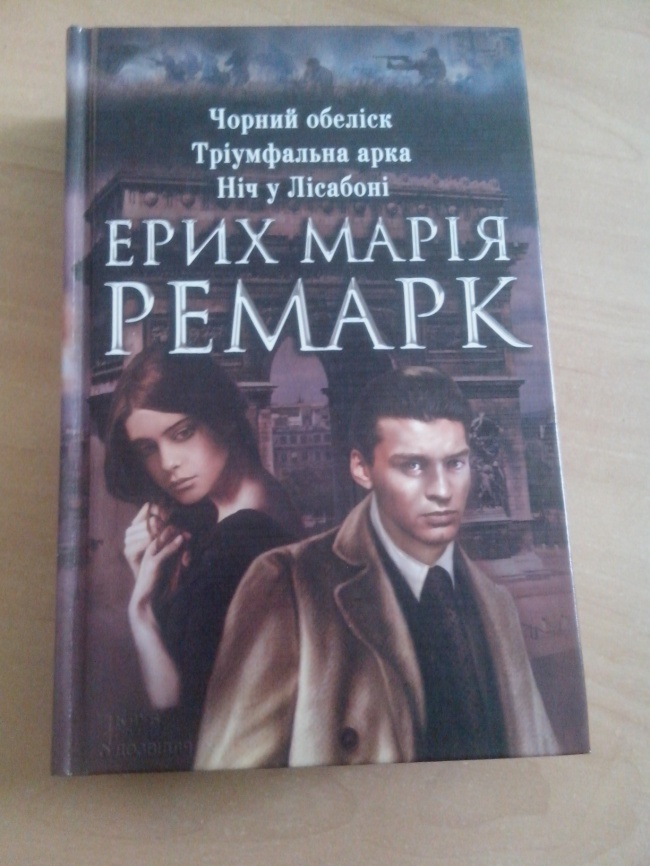 Чорний обеліск
Тріумфальна арка
Ніч у Лісабоні
ЕРИХ МАРІЯ
РЕМАРК